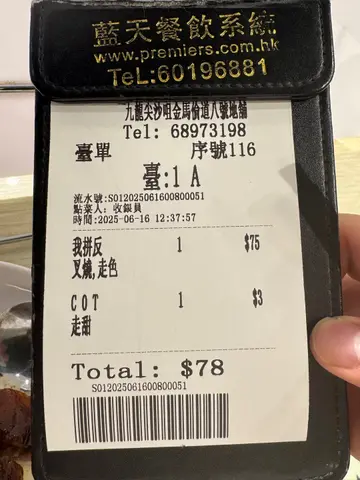 藍天餐飲系統
www.premiers.com.hk
TeL:60196881
九龍尖沙咀金馬倫道八號地舖
Tel: 68973198
臺單 序號116
臺:1 A
流水號:S012025061600800051
點菜人: 收銀員
時間:2025-06-16 12:37:57
我拼反 1 $75
叉燒,走色
COT 1 $3
走甜
Total: $78
S012025061600800051